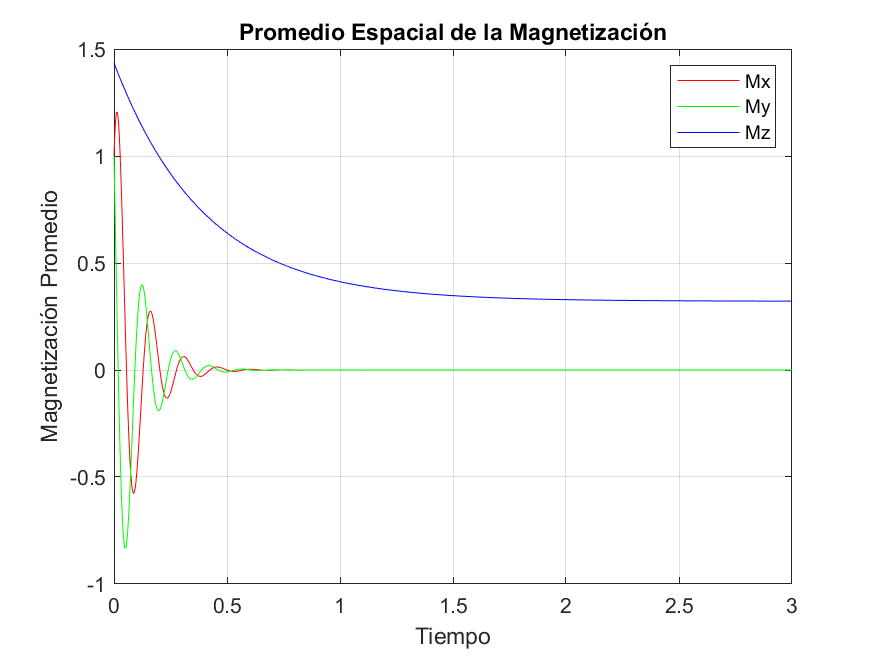 Promedio Espacial de la Magnetización
1.5
1
0.5
0
-0.5
-1
Magnetización Promedio
Mx
My
Mz
0 0.5 1 1.5 2 2.5 3
Tiempo